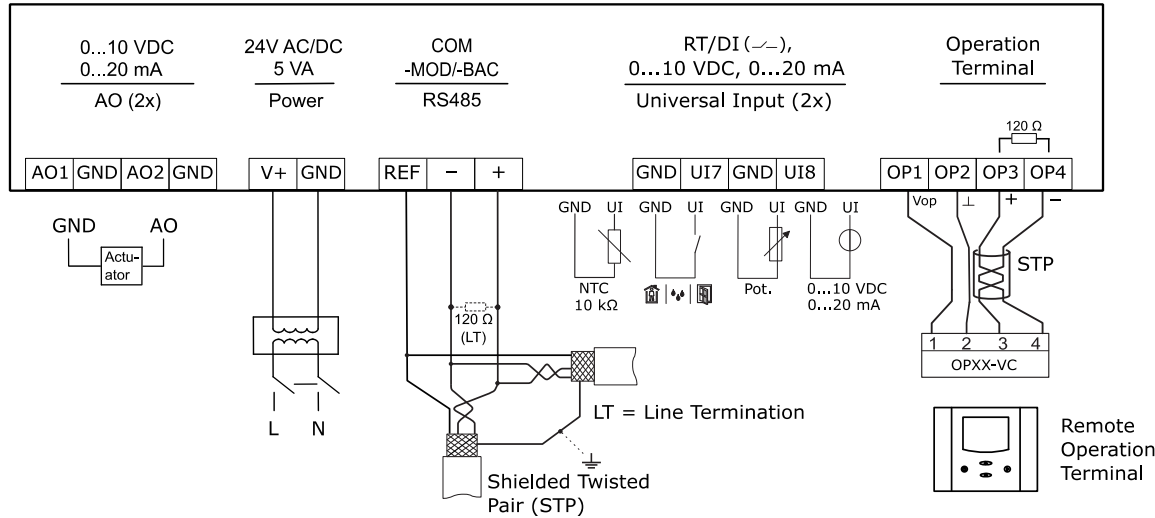 0...10 VDC
0...20 mA
AO (2x)
24V AC/DC
5 VA
Power
COM
-MOD/-BAC
RS485
RT/DI ( ),
0...10 VDC, 0...20 mA
Universal Input (2x)
Operation
Terminal
120 Ω
AO1 GND AO2 GND
V+ GND
REF − +
GND UI7 GND UI8
OP1 OP2 OP3 OP4
Vop ⊥ + −
GND AO
Actu-
ator
GND UI
NTC
10 kΩ
GND UI
GND UI
Pot.
GND UI
0...10 VDC
0...20 mA
STP
1 2 3 4
OPXX-VC
120 Ω
(LT)
LT = Line Termination
L N
Shielded Twisted
Pair (STP)
Remote
Operation
Terminal